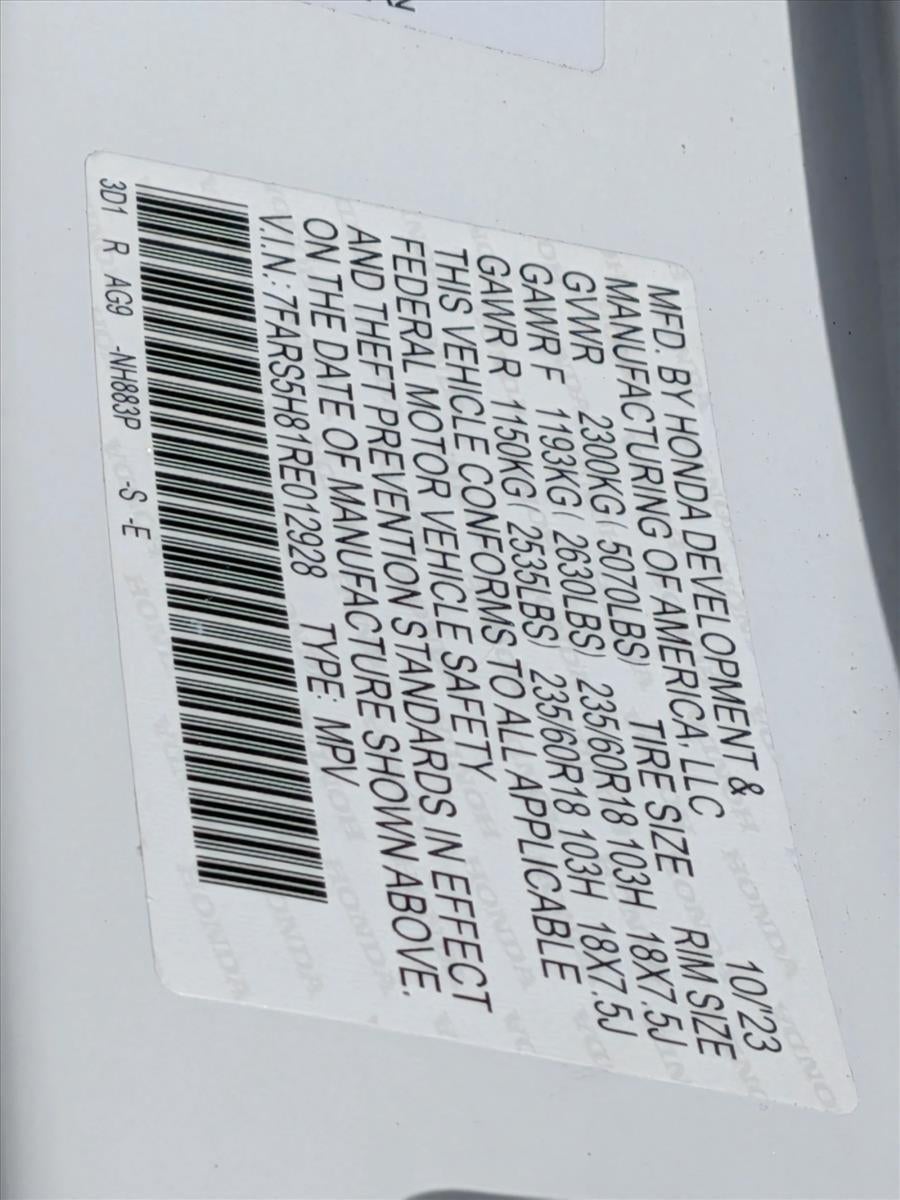 MFD. BY HONDA DEVELOPMENT & 10/"23
MANUFACTURING OF AMERICA, LLC
GVWR 2300KG ( 5070LBS) TIRE SIZE RIM SIZE
GAWR F 1193KG ( 2630LBS) 235/60R18 103H 18X7.5J
GAWR R 1150KG ( 2535LBS) 235/60R18 103H 18X7.5J
THIS VEHICLE CONFORMS TO ALL APPLICABLE
FEDERAL MOTOR VEHICLE SAFETY
AND THEFT PREVENTION STANDARDS IN EFFECT
ON THE DATE OF MANUFACTURE SHOWN ABOVE.
V.I.N.: 7FARS5H81RE012928 TYPE: MPV
3D1 R AG9 -NH883P -S -E